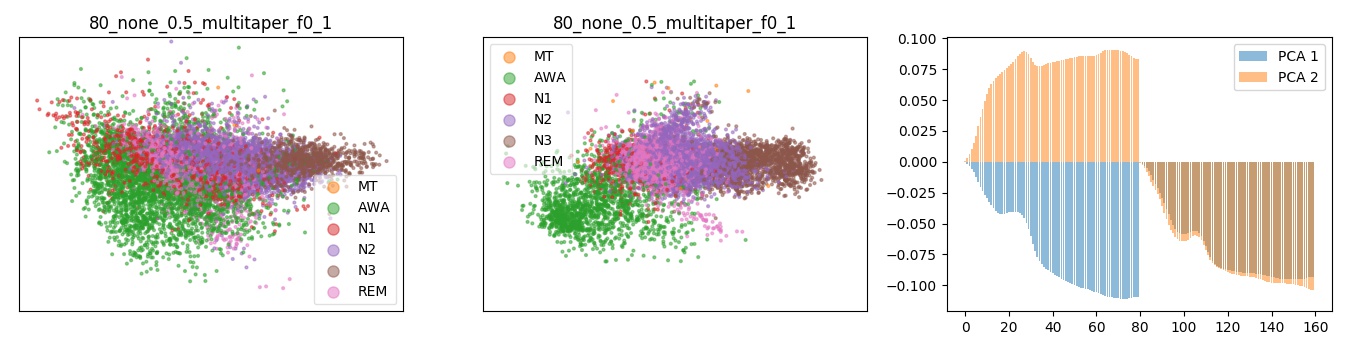 80_none_0.5_multitaper_f0_1
MT
AWA
N1
N2
N3
REM
80_none_0.5_multitaper_f0_1
MT
AWA
N1
N2
N3
REM
PCA 1
PCA 2
0.100
0.075
0.050
0.025
0.000
−0.025
−0.050
−0.075
−0.100
0 20 40 60 80 100 120 140 160